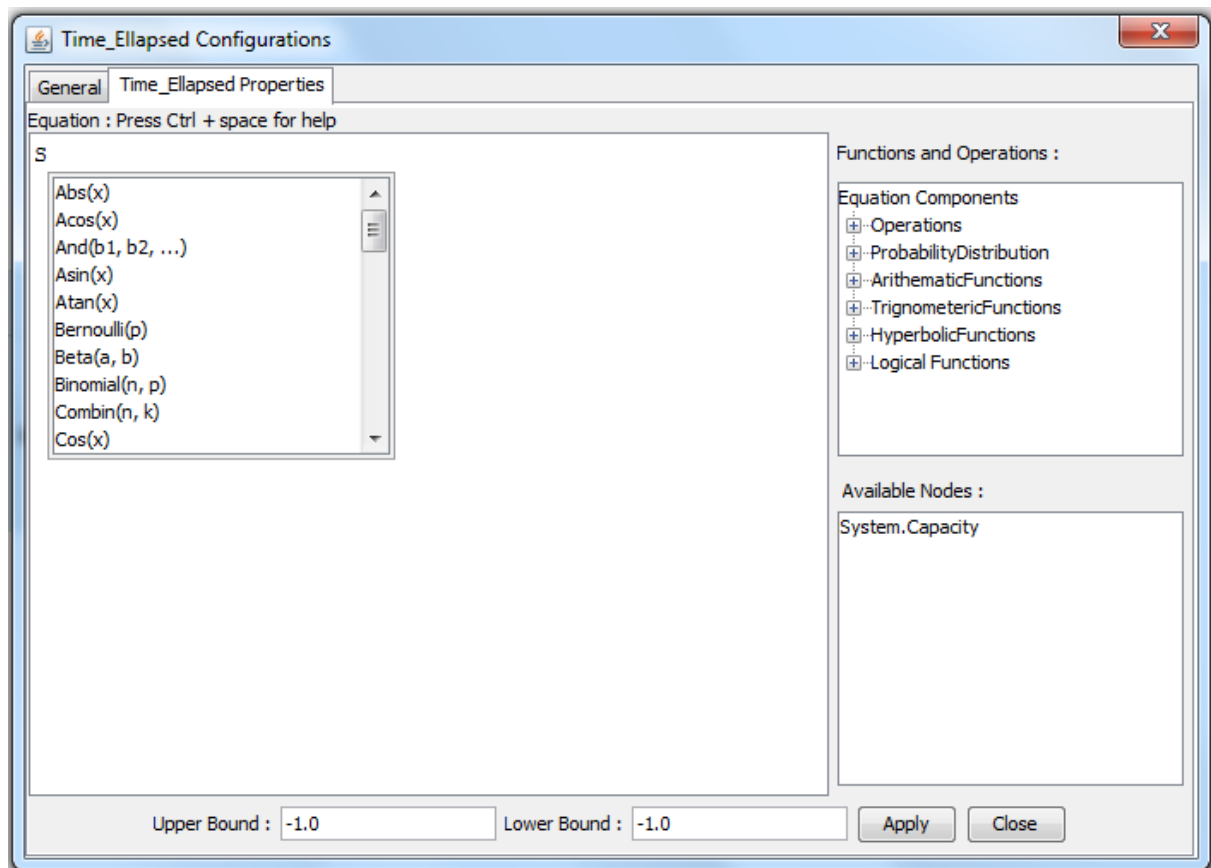 Time_Ellapsed Configurations
General
Time_Ellapsed Properties
Equation : Press Ctrl + space for help
S
Abs(x)
Acos(x)
And(b1, b2, ...)
Asin(x)
Atan(x)
Bernoulli(p)
Beta(a, b)
Binomial(n, p)
Combin(n, k)
Cos(x)
Functions and Operations :
Equation Components
Operations
ProbabilityDistribution
ArithematicFunctions
TrignometericFunctions
HyperbolicFunctions
Logical Functions
Available Nodes :
System.Capacity
Upper Bound : -1.0
Lower Bound : -1.0
Apply
Close